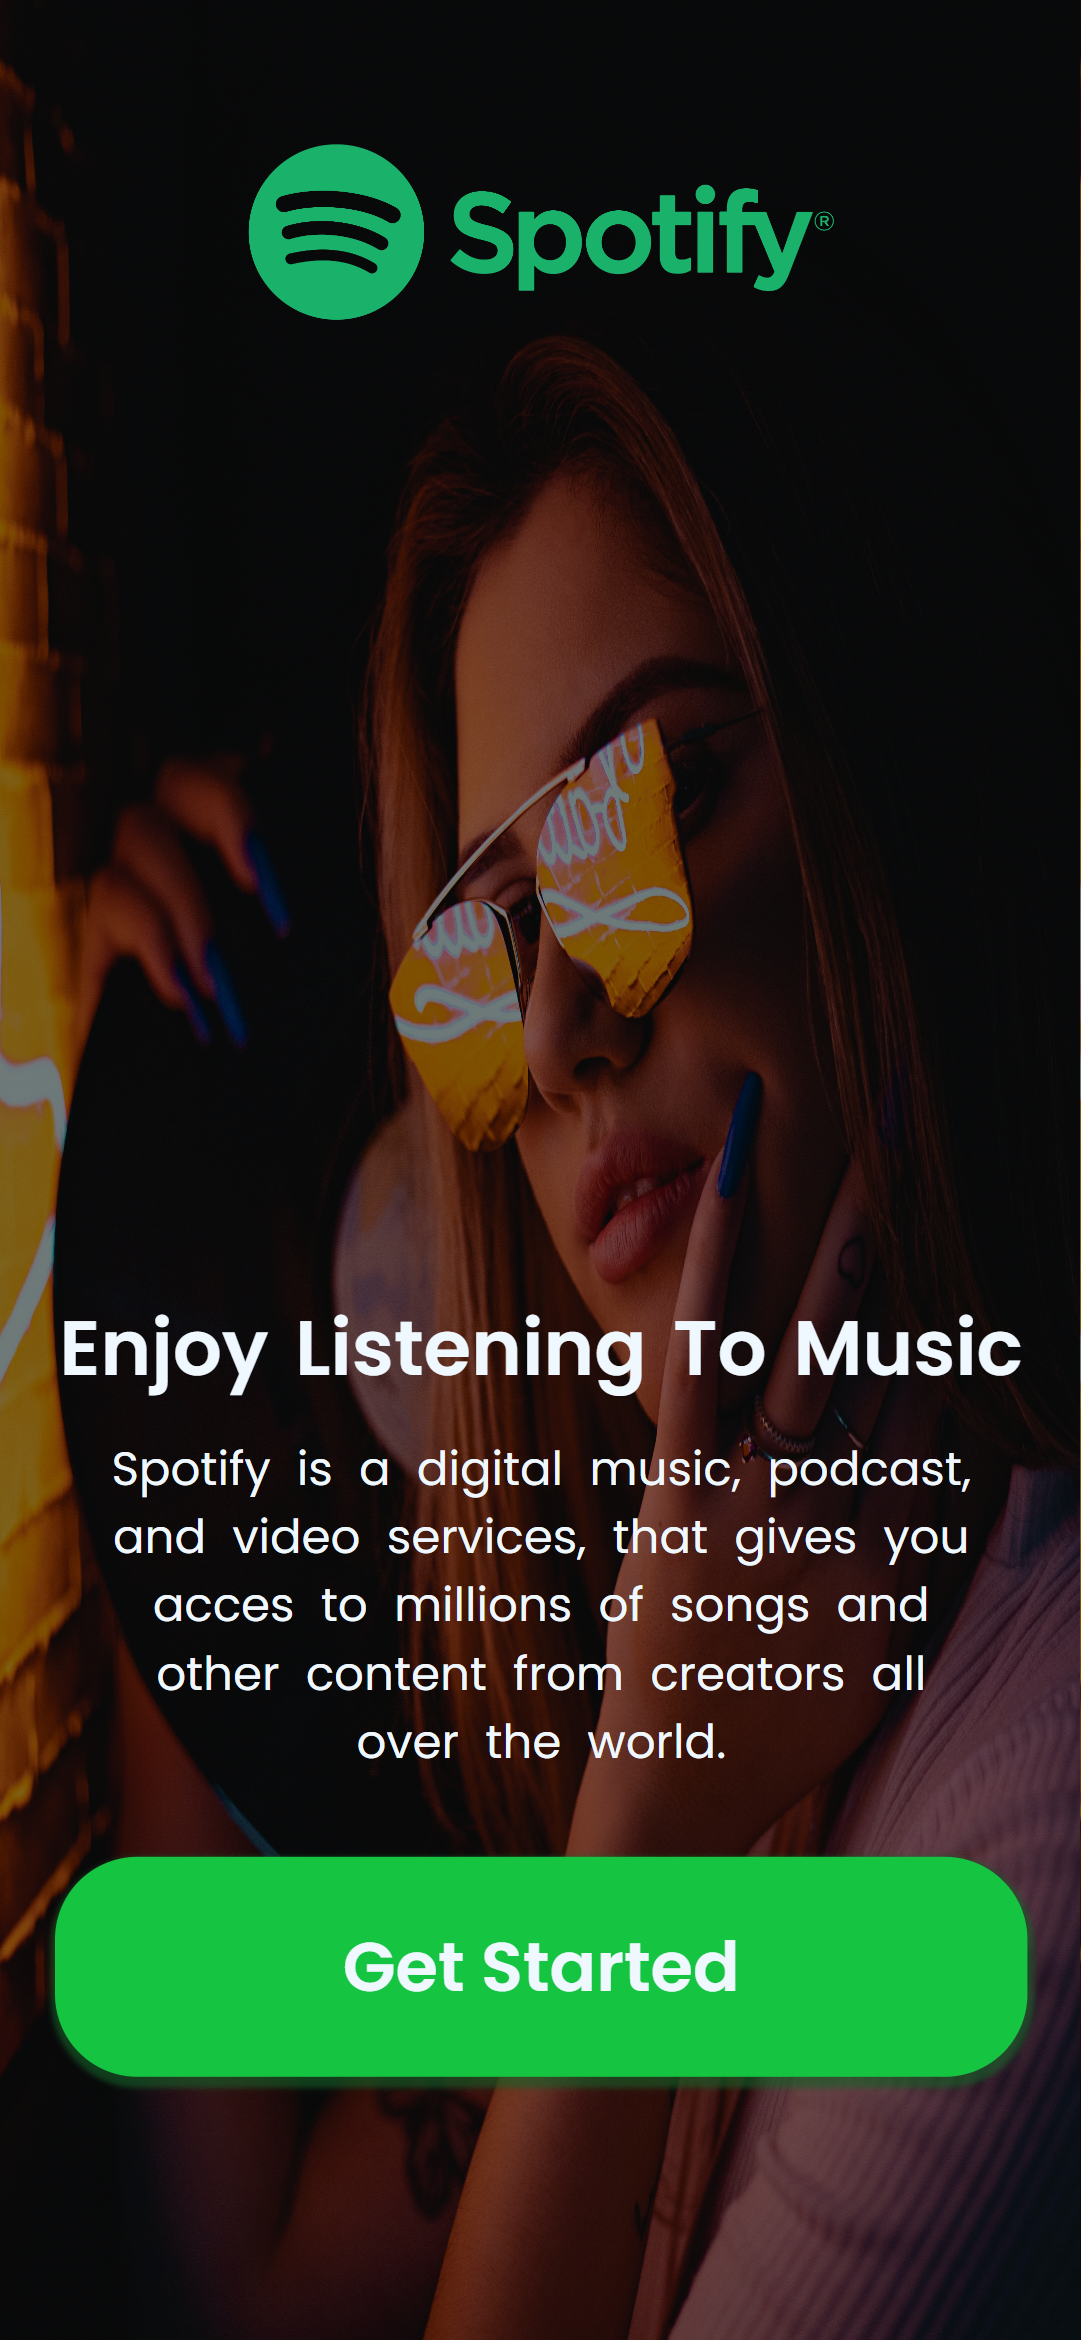 Spotify®
Enjoy Listening To Music
Spotify is a digital music, podcast,
and video services, that gives you
acces to millions of songs and
other content from creators all
over the world.
Get Started